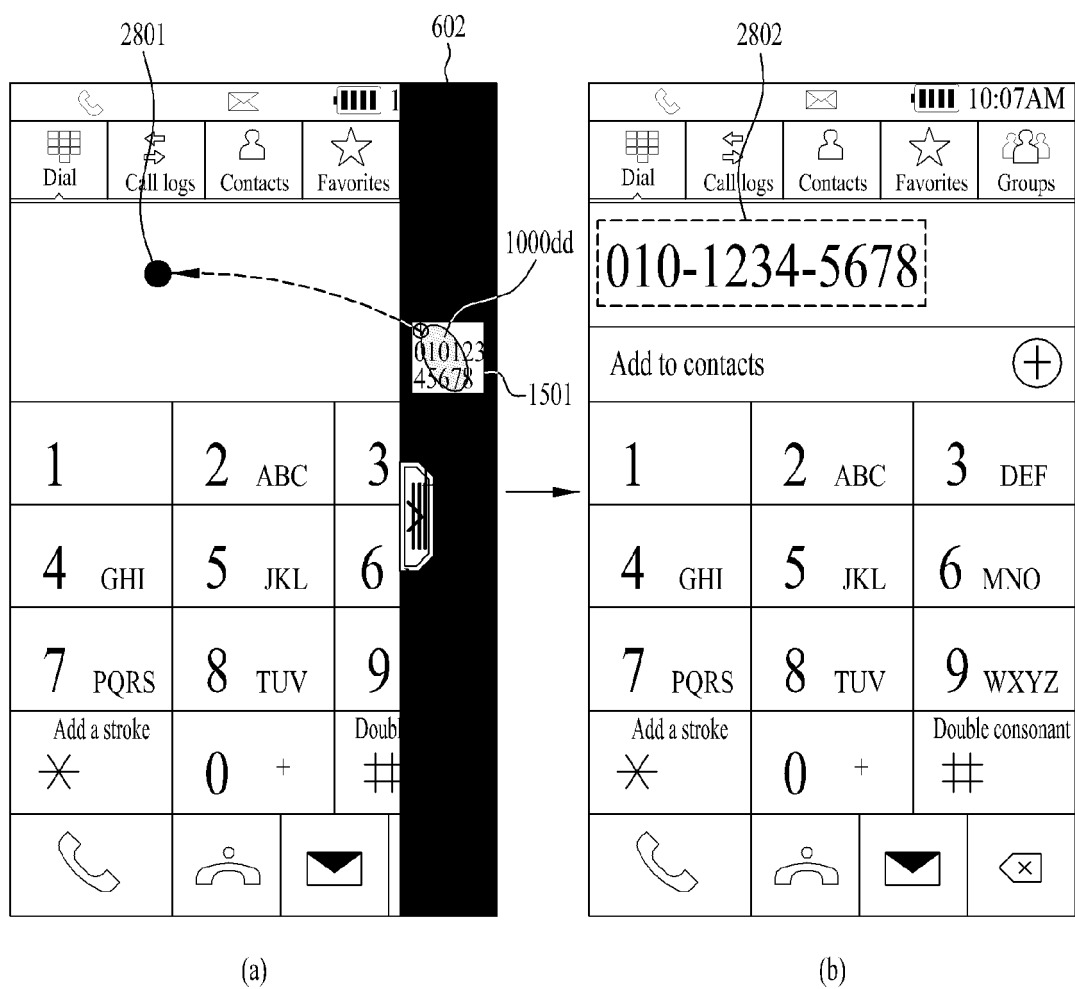 2801
602
2802
1
10:07AM
Dial
Call logs
Contacts
Favorites
Dial
Call logs
Contacts
Favorites
Groups
1000dd
010-1234-5678
010123
45678
1501
Add to contacts
1
2 ABC
3
1
2 ABC
3 DEF
4 GHI
5 JKL
6
4 GHI
5 JKL
6 MNO
7 PQRS
8 TUV
9
7 PQRS
8 TUV
9 WXYZ
Add a stroke
Doubl
Add a stroke
Double consonant
*
0 +
#
*
0 +
#
(a)
(b)